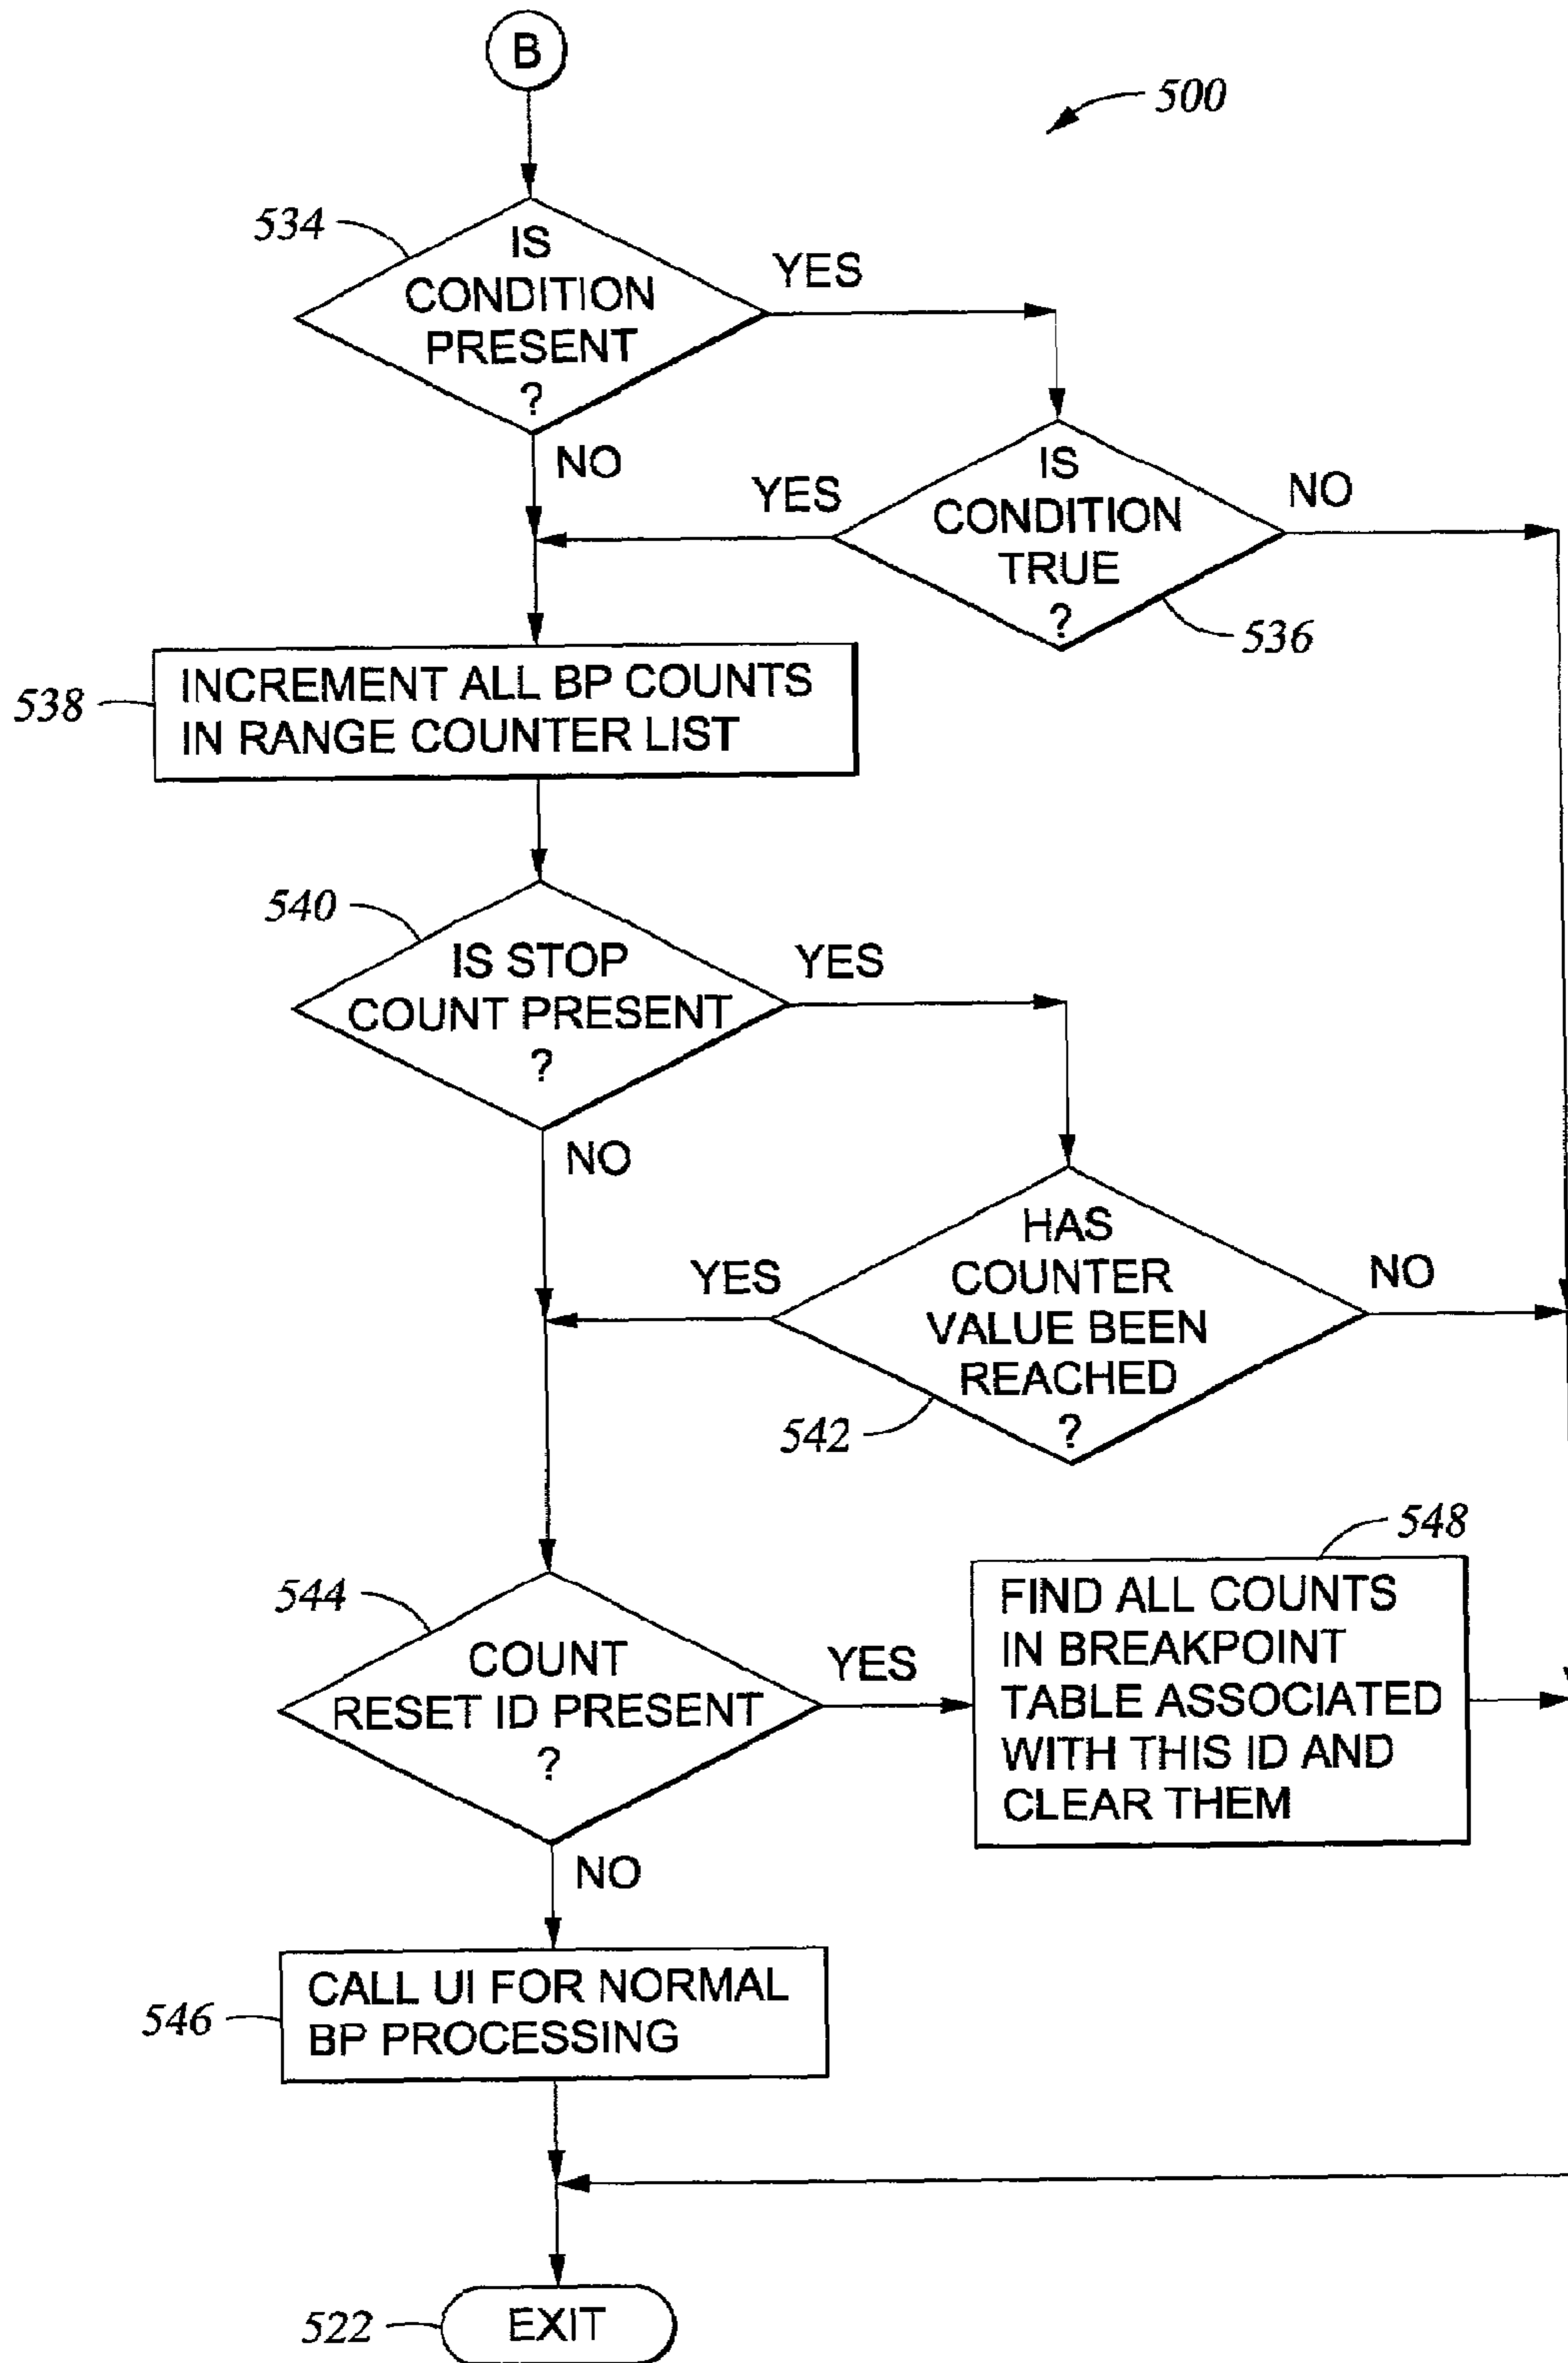 B
500
534
IS
CONDITION
PRESENT
?
YES
NO
IS
CONDITION
TRUE
?
YES
NO
536
538
INCREMENT ALL BP COUNTS
IN RANGE COUNTER LIST
540
IS STOP
COUNT PRESENT
?
YES
NO
HAS
COUNTER
VALUE BEEN
REACHED
?
YES
NO
542
544
COUNT
RESET ID PRESENT
?
YES
NO
548
FIND ALL COUNTS
IN BREAKPOINT
TABLE ASSOCIATED
WITH THIS ID AND
CLEAR THEM
546
CALL UI FOR NORMAL
BP PROCESSING
522
EXIT